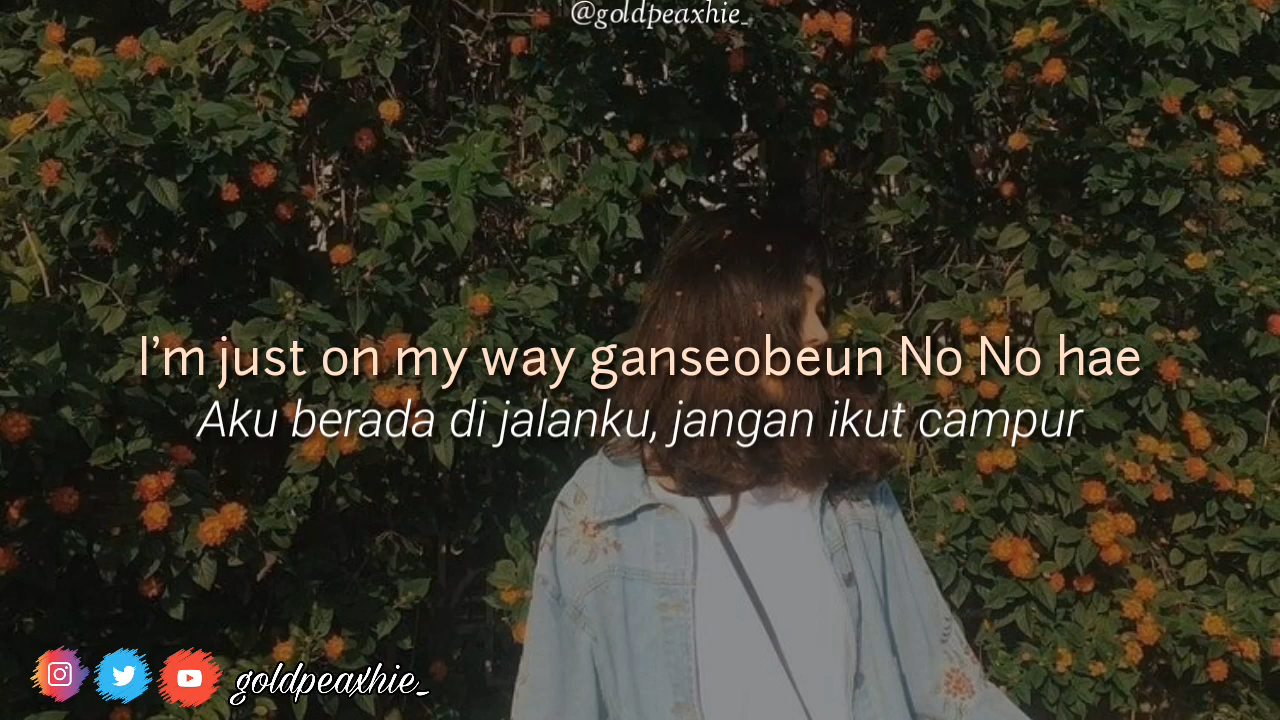 @goldpeaxhie_
I'm just on my way ganseobeun No No hae
Aku berada di jalanku, jangan ikut campur
goldpeaxhie_